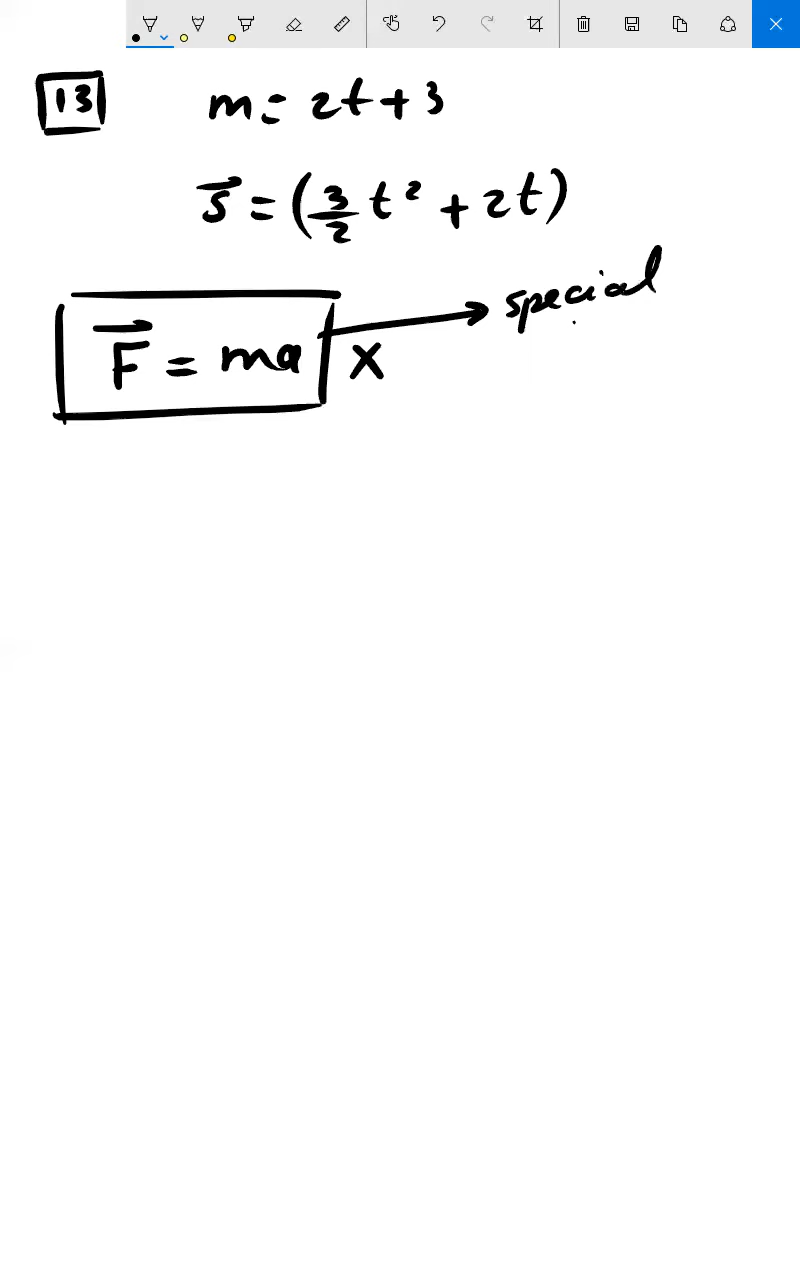 13 m = 2t + 3
s⃗ = (3/2 t² + 2t)
F⃗ = ma x → special